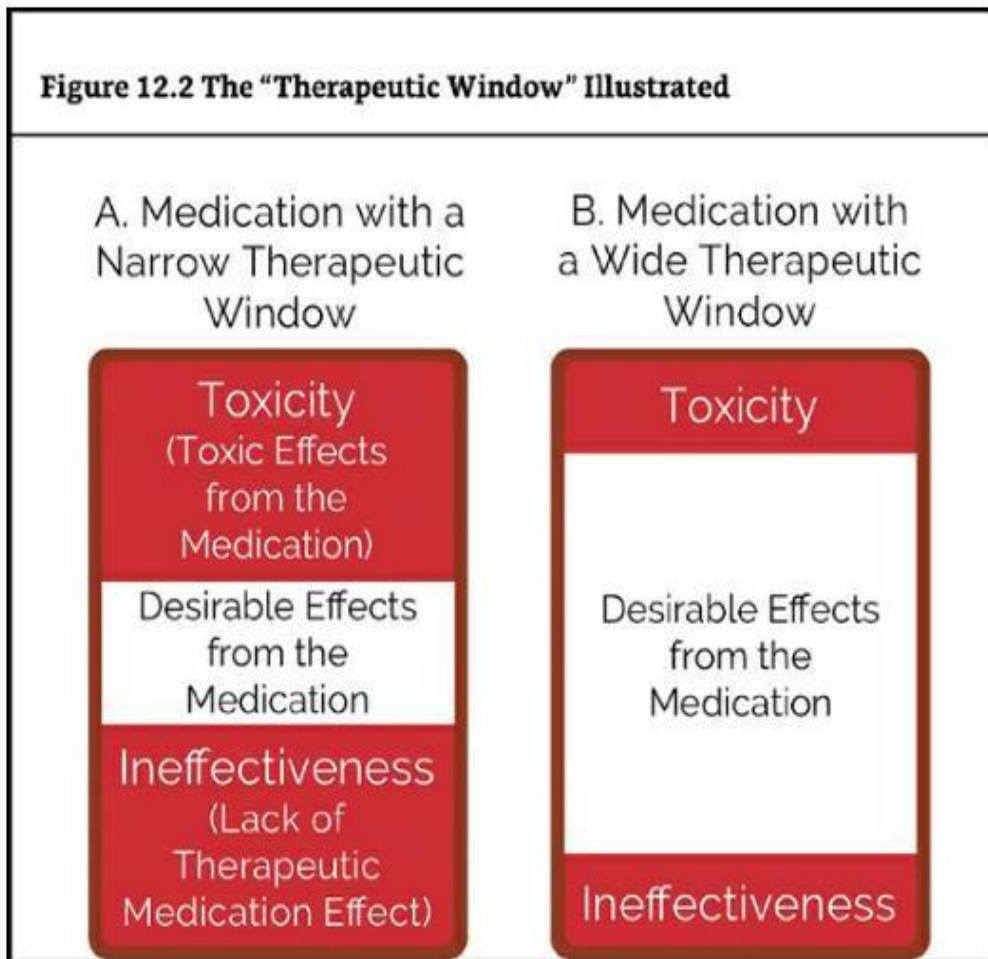 Figure 12.2 The “Therapeutic Window” Illustrated
A. Medication with a
Narrow Therapeutic
Window
Toxicity
(Toxic Effects
from the
Medication)
Desirable Effects
from the
Medication
Ineffectiveness
(Lack of
Therapeutic
Medication Effect)
B. Medication with
a Wide Therapeutic
Window
Toxicity
Desirable Effects
from the
Medication
Ineffectiveness